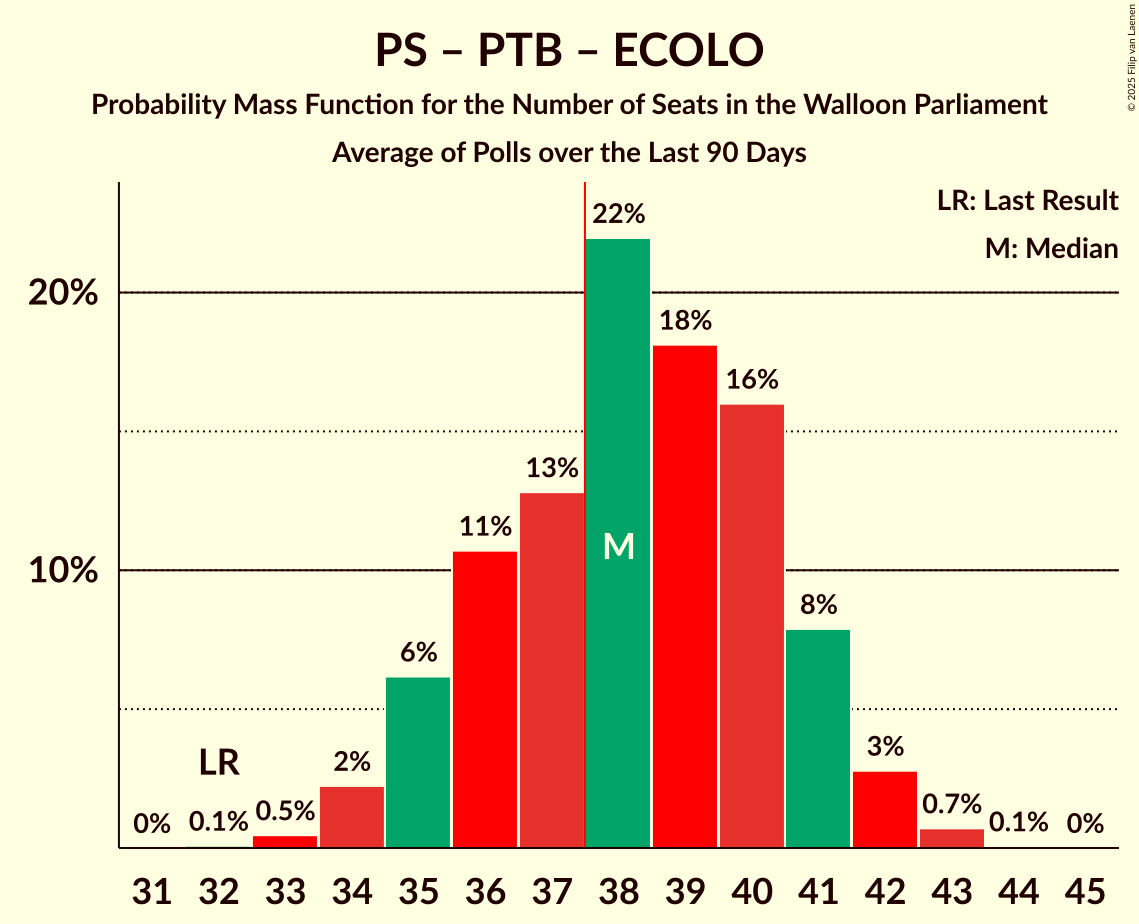 PS – PTB – ECOLO
Probability Mass Function for the Number of Seats in the Walloon Parliament
Average of Polls over the Last 90 Days
© 2025 Filip van Laenen
LR: Last Result
M: Median
20%
10%
0%
0.1%
0.5%
2%
6%
11%
13%
22%
18%
16%
8%
3%
0.7%
0.1%
0%
LR
M
31 32 33 34 35 36 37 38 39 40 41 42 43 44 45